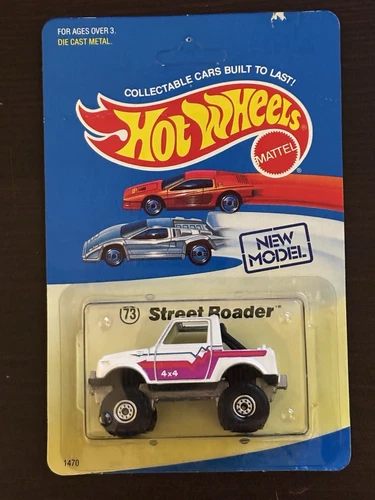 FOR AGES OVER 3.
DIE CAST METAL.
COLLECTABLE CARS BUILT TO LAST!
HOT WHEELS®
MATTEL
NEW
MODEL
73 Street Roader™
4x4
1470